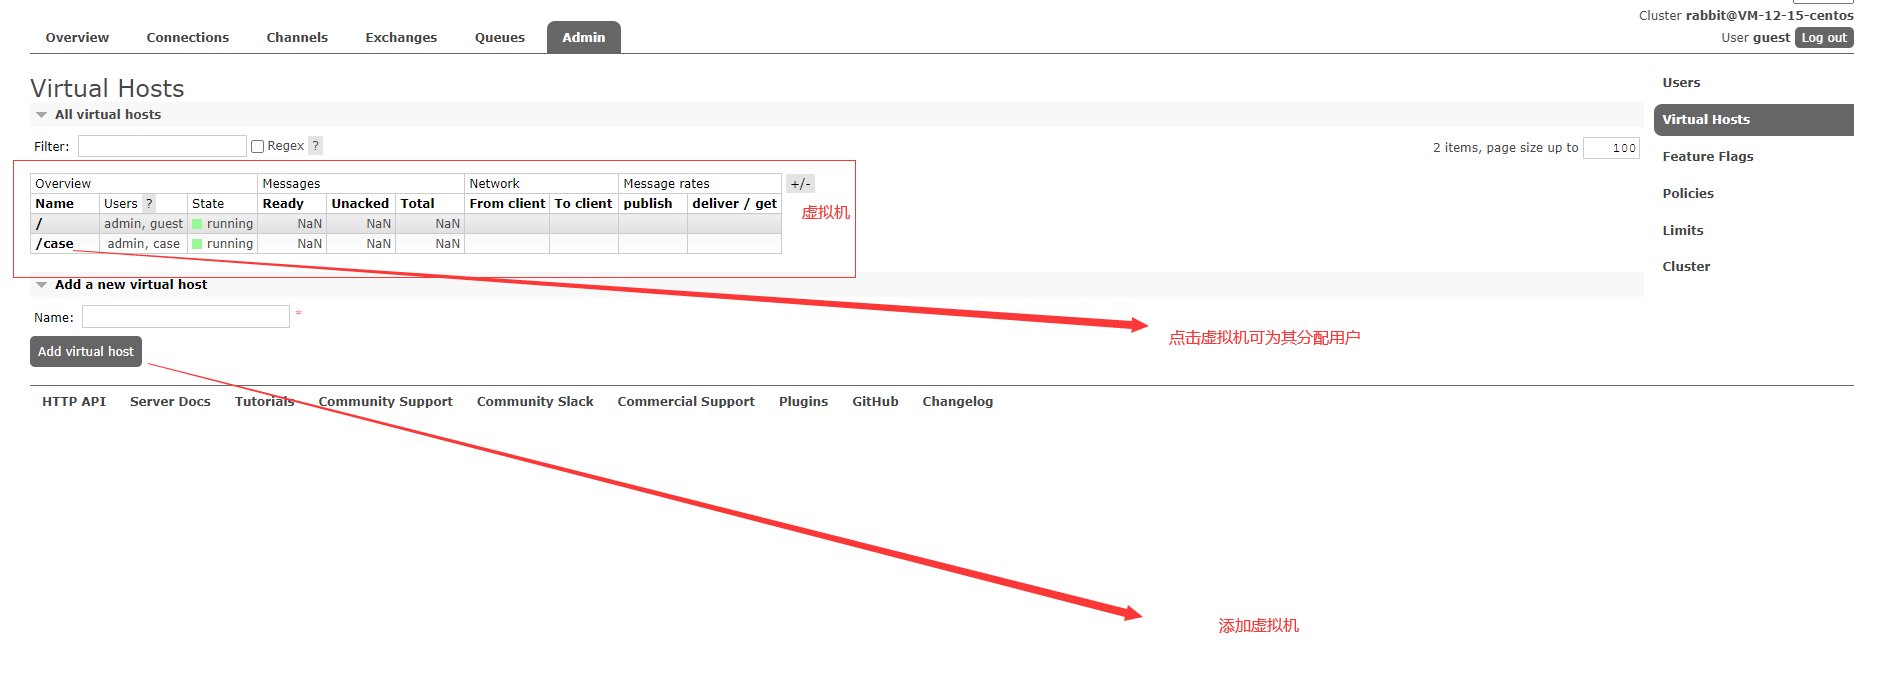 Cluster rabbit@VM-12-15-centos
Overview Connections Channels Exchanges Queues Admin
User guest Log out
Virtual Hosts
All virtual hosts
Filter: Regex ?
2 items, page size up to 100
Overview Messages Network Message rates +/-
Name Users ? State Ready Unacked Total From client To client publish deliver / get
/ admin, guest running NaN NaN NaN
/case admin, case running NaN NaN NaN
虚拟机
Add a new virtual host
Name: *
Add virtual host
点击虚拟机可为其分配用户
Users
Virtual Hosts
Feature Flags
Policies
Limits
Cluster
HTTP API Server Docs Tutorials Community Support Community Slack Commercial Support Plugins GitHub Changelog
添加虚拟机